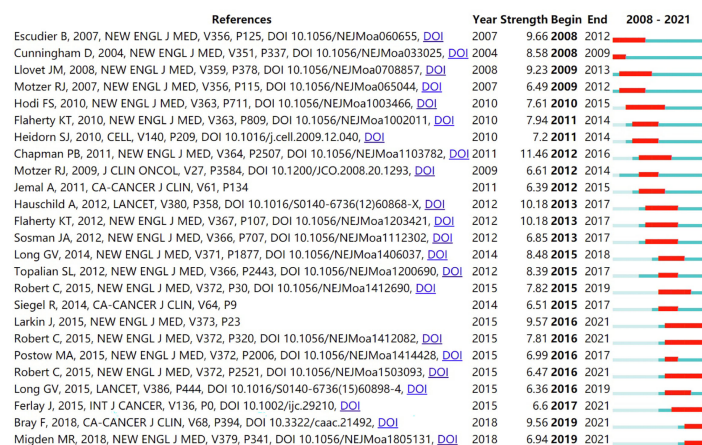 References Year Strength Begin End 2008 - 2021
Escudier B, 2007, NEW ENGL J MED, V356, P125, DOI 10.1056/NEJMoa060655, DOI 2007 9.66 2008 2012
Cunningham D, 2004, NEW ENGL J MED, V351, P337, DOI 10.1056/NEJMoa033025, DOI 2004 8.58 2008 2009
Llovet JM, 2008, NEW ENGL J MED, V359, P378, DOI 10.1056/NEJMoa0708857, DOI 2008 9.23 2009 2013
Motzer RJ, 2007, NEW ENGL J MED, V356, P115, DOI 10.1056/NEJMoa065044, DOI 2007 6.49 2009 2012
Hodi FS, 2010, NEW ENGL J MED, V363, P711, DOI 10.1056/NEJMoa1003466, DOI 2010 7.61 2010 2015
Flaherty KT, 2010, NEW ENGL J MED, V363, P809, DOI 10.1056/NEJMoa1002011, DOI 2010 7.94 2011 2014
Heidorn SJ, 2010, CELL, V140, P209, DOI 10.1016/j.cell.2009.12.040, DOI 2010 7.2 2011 2014
Chapman PB, 2011, NEW ENGL J MED, V364, P2507, DOI 10.1056/NEJMoa1103782, DOI 2011 11.46 2012 2016
Motzer RJ, 2009, J CLIN ONCOL, V27, P3584, DOI 10.1200/JCO.2008.20.1293, DOI 2009 6.61 2012 2014
Jemal A, 2011, CA-CANCER J CLIN, V61, P134 2011 6.39 2012 2015
Hauschild A, 2012, LANCET, V380, P358, DOI 10.1016/S0140-6736(12)60868-X, DOI 2012 10.18 2013 2017
Flaherty KT, 2012, NEW ENGL J MED, V367, P107, DOI 10.1056/NEJMoa1203421, DOI 2012 10.18 2013 2017
Sosman JA, 2012, NEW ENGL J MED, V366, P707, DOI 10.1056/NEJMoa1112302, DOI 2012 6.85 2013 2017
Long GV, 2014, NEW ENGL J MED, V371, P1877, DOI 10.1056/NEJMoa1406037, DOI 2014 8.48 2015 2018
Topalian SL, 2012, NEW ENGL J MED, V366, P2443, DOI 10.1056/NEJMoa1200690, DOI 2012 8.39 2015 2017
Robert C, 2015, NEW ENGL J MED, V372, P30, DOI 10.1056/NEJMoa1412690, DOI 2015 7.82 2015 2019
Siegel R, 2014, CA-CANCER J CLIN, V64, P9 2014 6.51 2015 2017
Larkin J, 2015, NEW ENGL J MED, V373, P23 2015 9.57 2016 2021
Robert C, 2015, NEW ENGL J MED, V372, P320, DOI 10.1056/NEJMoa1412082, DOI 2015 7.81 2016 2021
Postow MA, 2015, NEW ENGL J MED, V372, P2006, DOI 10.1056/NEJMoa1414428, DOI 2015 6.99 2016 2017
Robert C, 2015, NEW ENGL J MED, V372, P2521, DOI 10.1056/NEJMoa1503093, DOI 2015 6.47 2016 2021
Long GV, 2015, LANCET, V386, P444, DOI 10.1016/S0140-6736(15)60898-4, DOI 2015 6.36 2016 2019
Ferlay J, 2015, INT J CANCER, V136, P0, DOI 10.1002/ijc.29210, DOI 2015 6.6 2017 2021
Bray F, 2018, CA-CANCER J CLIN, V68, P394, DOI 10.3322/caac.21492, DOI 2018 9.56 2019 2021
Migden MR, 2018, NEW ENGL J MED, V379, P341, DOI 10.1056/NEJMoa1805131, DOI 2018 6.94 2019 2021